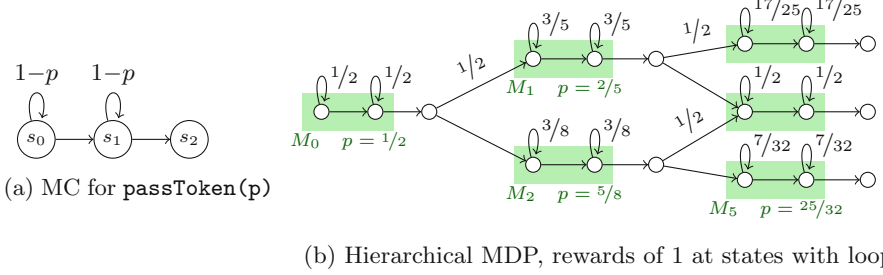 1−p 1−p
s0 s1 s2
(a) MC for passToken(p)
1/2 1/2
M0 p = 1/2
1/2
3/5 3/5
M1 p = 2/5
3/8 3/8
M2 p = 5/8
1/2
1/2
17/25 17/25
1/2 1/2
7/32 7/32
M5 p = 25/32
(b) Hierarchical MDP, rewards of 1 at states with loop